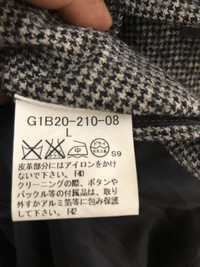 G1B20-210-08
L
S9
皮革部分にはアイロンをかけ
ないで下さい。F40
クリーニングの際、ボタンや
バックル等の付属品は、取り
外すかアルミ箔等に包み保護
して下さい。F42